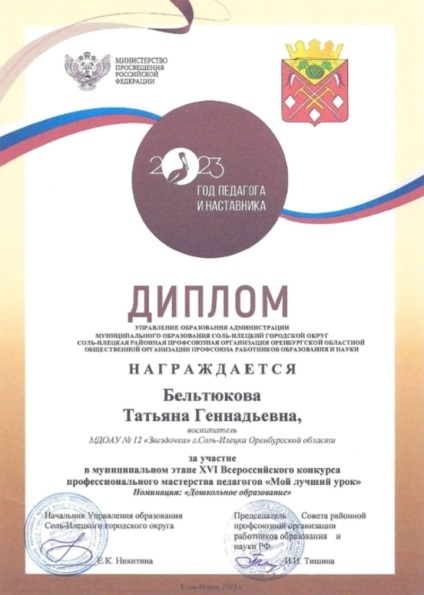 МИНИСТЕРСТВО
ПРОСВЕЩЕНИЯ
РОССИЙСКОЙ
ФЕДЕРАЦИИ
2023
ГОД ПЕДАГОГА
И НАСТАВНИКА
ДИПЛОМ
УПРАВЛЕНИЕ ОБРАЗОВАНИЯ АДМИНИСТРАЦИИ
МУНИЦИПАЛЬНОГО ОБРАЗОВАНИЯ СОЛЬ-ИЛЕЦКИЙ ГОРОДСКОЙ ОКРУГ
СОЛЬ-ИЛЕЦКАЯ РАЙОННАЯ ПРОФСОЮЗНАЯ ОРГАНИЗАЦИЯ ОРЕНБУРГСКОЙ ОБЛАСТНОЙ
ОБЩЕСТВЕННОЙ ОРГАНИЗАЦИИ ПРОФСОЮЗА РАБОТНИКОВ ОБРАЗОВАНИЯ И НАУКИ
НАГРАЖДАЕТСЯ
Бельтюкова
Татьяна Геннадьевна,
воспитатель
МДОАУ № 12 «Звездочка» г.Соль-Илецка Оренбургской области
за участие
в муниципальном этапе XVI Всероссийского конкурса
профессионального мастерства педагогов «Мой лучший урок»
Номинация: «Дошкольное образование»
Начальник Управления образования
Соль-Илецкого городского округа
Е.К. Никитина
Председатель Совета районной
профсоюзной организации
работников образования и
науки РФ
И.И. Тишина
Соль-Илецк, 2023 г.